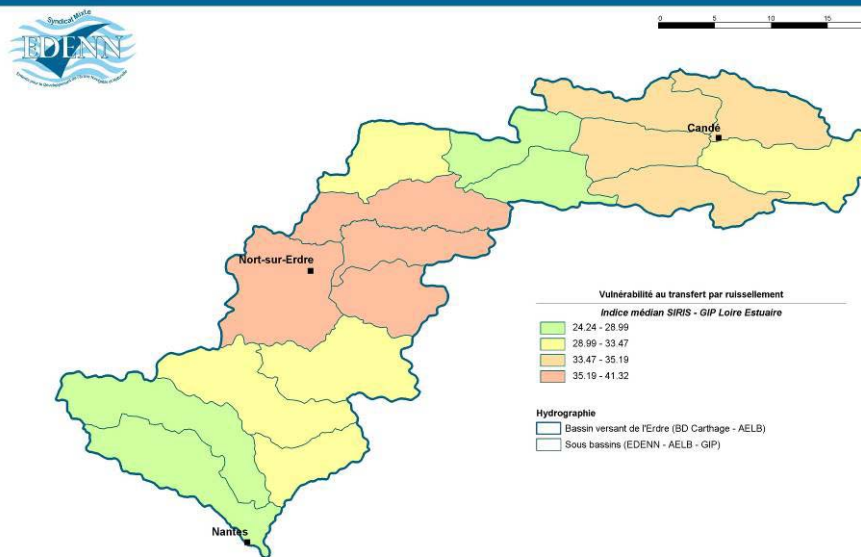 Syndicat Mixte
EDENN
0 5 10 15
Candé
Nort-sur-Erdre
Vulnérabilité au transfert par ruissellement
Indice médian SIRIS - GIP Loire Estuaire
24.24 - 28.99
28.99 - 33.47
33.47 - 35.19
35.19 - 41.32
Hydrographie
Bassin versant de l'Erdre (BD Carthage - AELB)
Sous bassins (EDENN - AELB - GIP)
Nantes